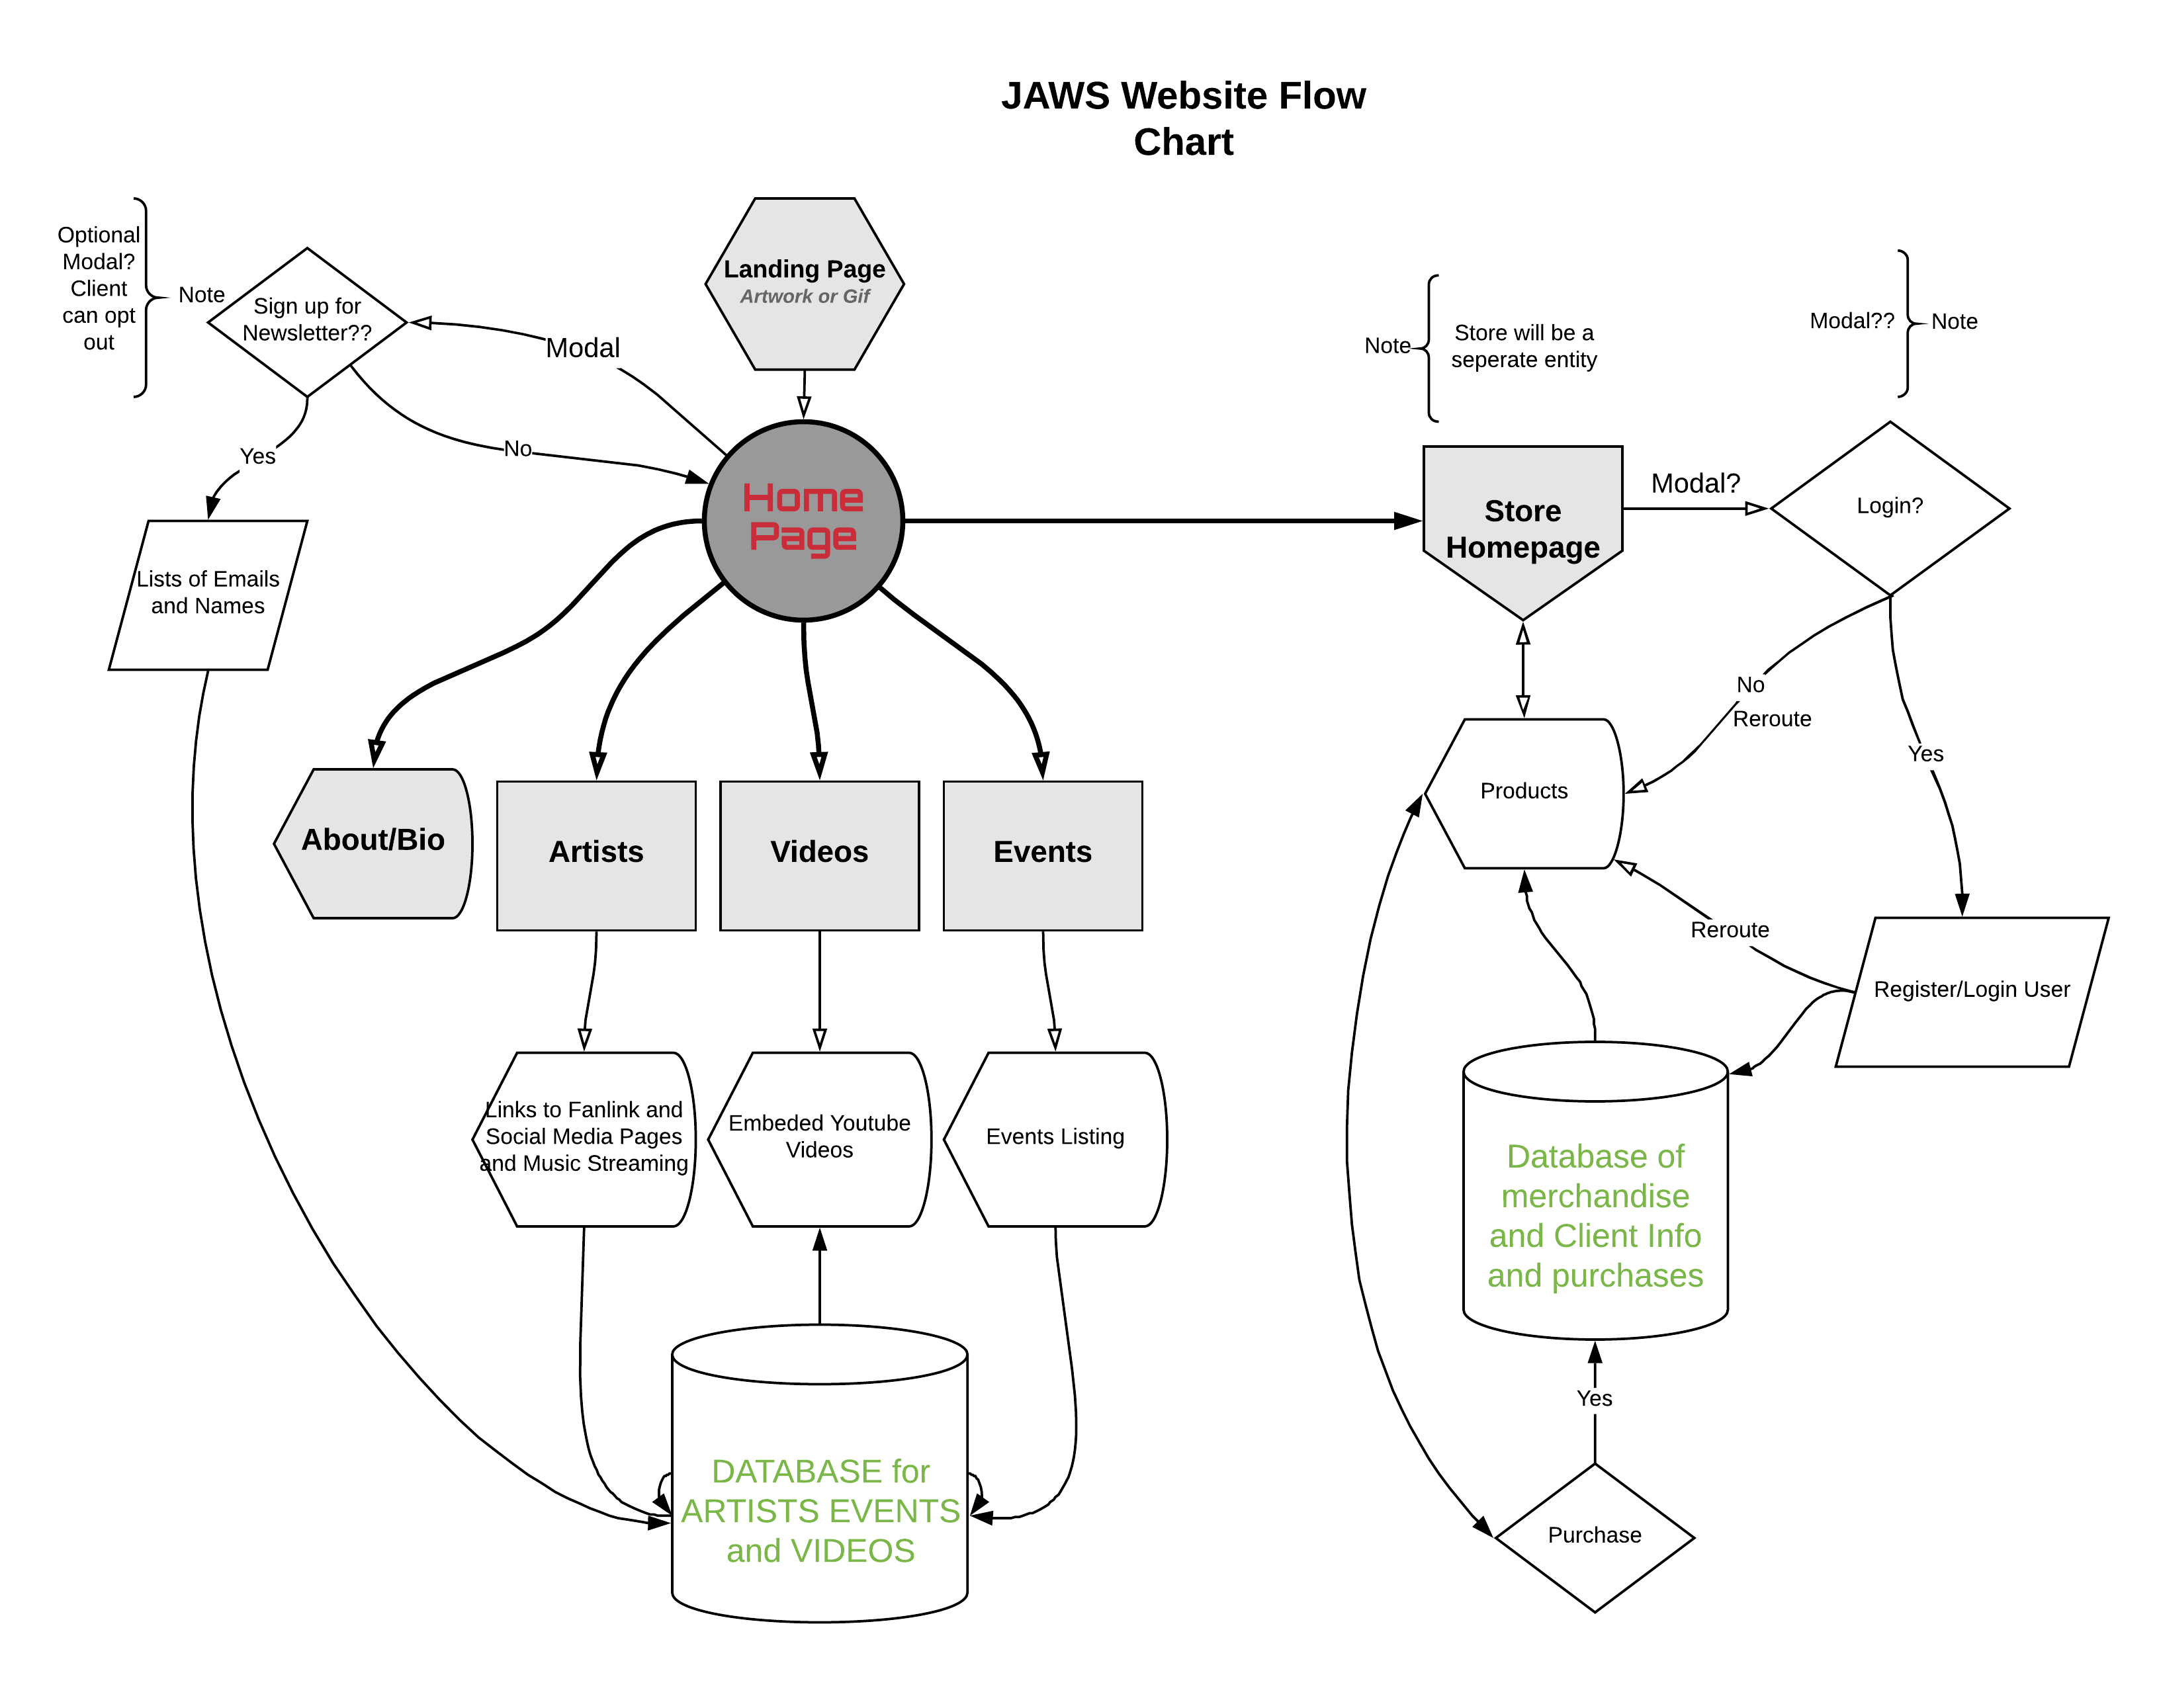 JAWS Website Flow
Chart
Optional
Modal?
Client
can opt
out
Note
Sign up for
Newsletter??
Modal
No
Yes
Lists of Emails
and Names
Landing Page
Artwork or Gif
Home
Page
Note
Store will be a
seperate entity
Modal??
Note
Store
Homepage
Modal?
Login?
No
Reroute
Yes
Products
Reroute
Register/Login User
About/Bio
Artists
Videos
Events
Links to Fanlink and
Social Media Pages
and Music Streaming
Embeded Youtube
Videos
Events Listing
Database of
merchandise
and Client Info
and purchases
Yes
Purchase
DATABASE for
ARTISTS EVENTS
and VIDEOS